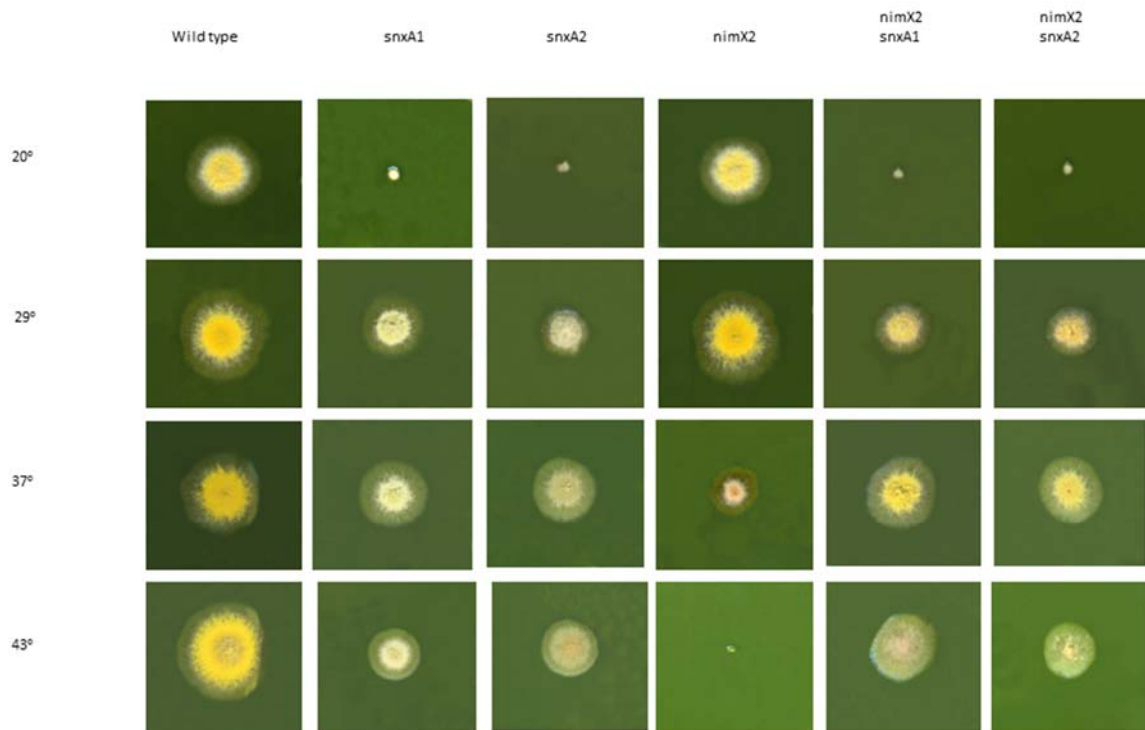 Wild type
snxA1
snxA2
nimX2
nimX2
snxA1
nimX2
snxA2
20º
29º
37º
43º